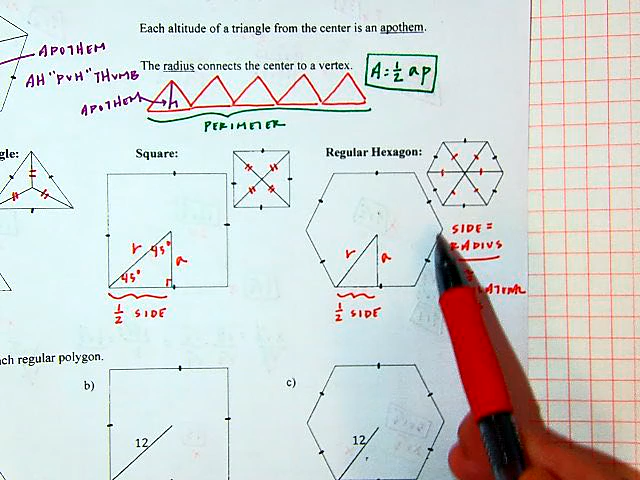 Each altitude of a triangle from the center is an apothem.
APOTHEM
AH "PUH" THUMB
The radius connects the center to a vertex.
A = 1/2 ap
APOTHEM
PERIMETER
gle:
Square:
Regular Hexagon:
SIDE =
RADIUS
r 45° a
45°
r a
1/2 SIDE
1/2 SIDE
ach regular polygon.
b)
c)
12
12